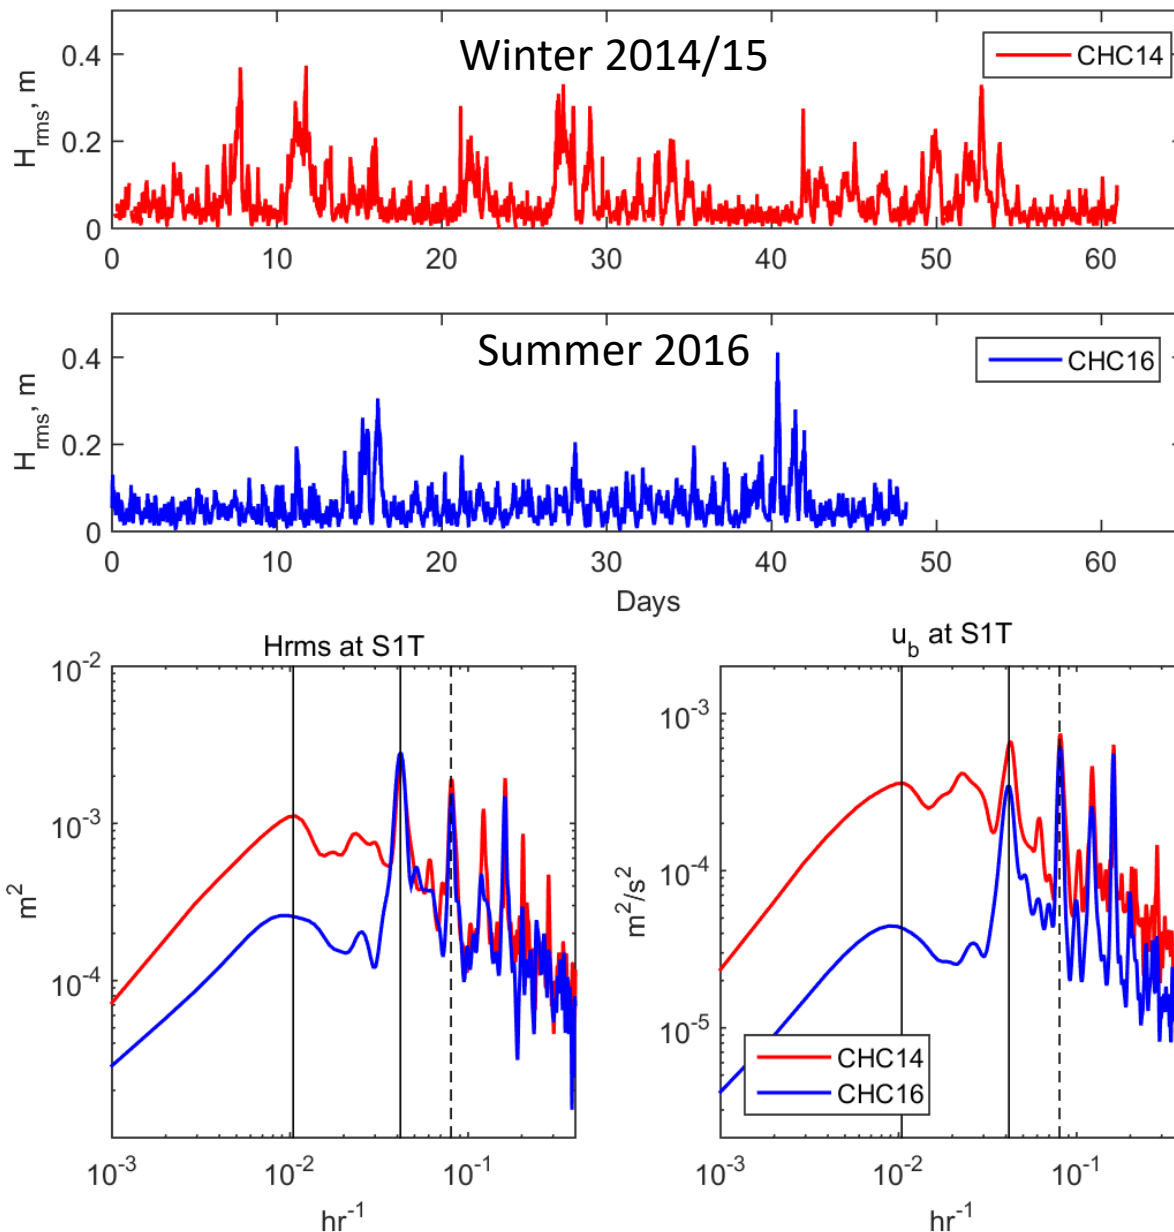 Winter 2014/15
CHC14
H_rms, m
0.4
0.2
0
0 10 20 30 40 50 60
Summer 2016
CHC16
H_rms, m
0.4
0.2
0
0 10 20 30 40 50 60
Days
Hrms at S1T
m²
10⁻²
10⁻³
10⁻⁴
10⁻³ 10⁻² 10⁻¹
hr⁻¹
u_b at S1T
m²/s²
10⁻³
10⁻⁴
10⁻⁵
CHC14
CHC16
10⁻³ 10⁻² 10⁻¹
hr⁻¹